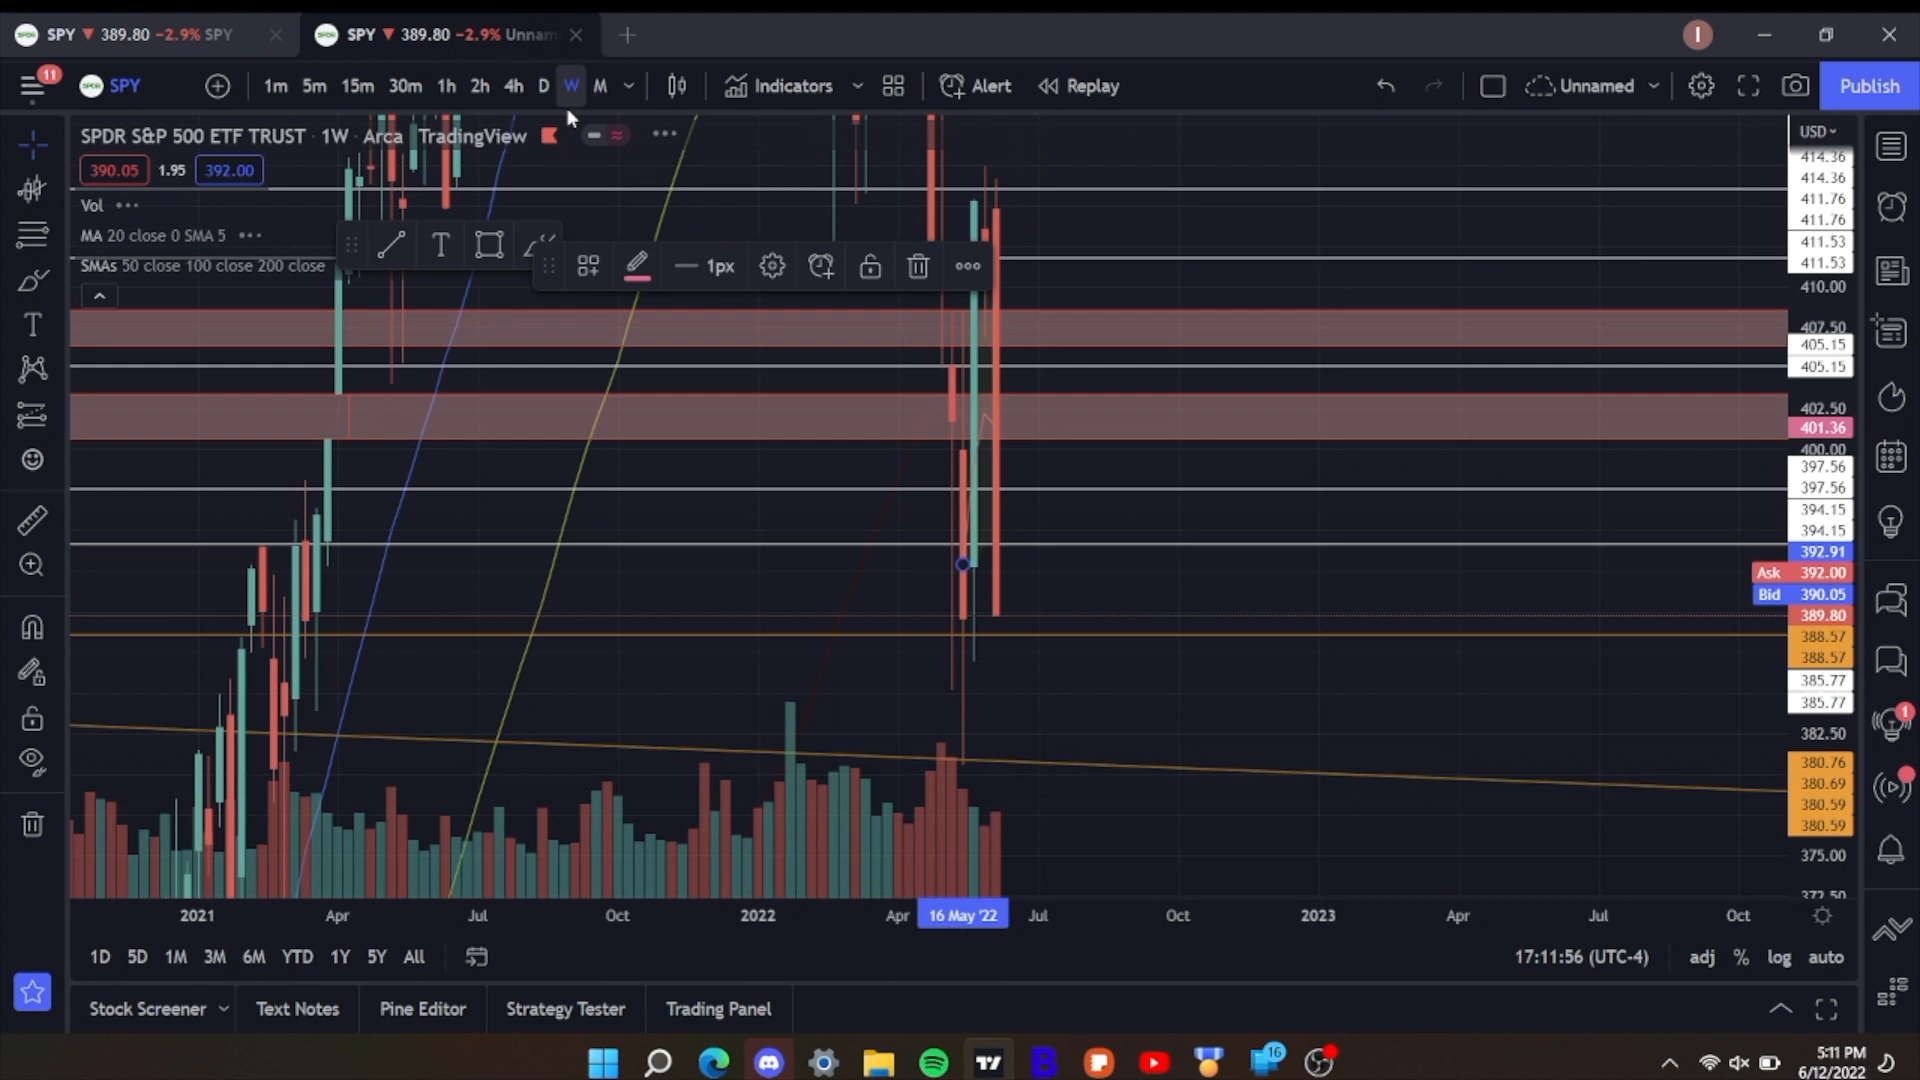 SPY 389.80 −2.9% SPY
SPY 389.80 −2.9% Unnam
11
SPY
1m 5m 15m 30m 1h 2h 4h D W M
Indicators
Alert
Replay
Unnamed
Publish
SPDR S&P 500 ETF TRUST · 1W · Arca TradingView
390.05 1.95 392.00
Vol
MA 20 close 0 SMA 5
SMAs 50 close 100 close 200 close
1px
USD
414.36
414.36
411.76
411.76
411.53
411.53
410.00
407.50
405.15
405.15
402.50
401.36
400.00
397.56
397.56
394.15
394.15
392.91
Ask 392.00
Bid 390.05
389.80
388.57
388.57
385.77
385.77
382.50
380.76
380.69
380.59
380.59
375.00
372.50
1
2021 Apr Jul Oct 2022 Apr 16 May '22 Jul Oct 2023 Apr Jul Oct
1D 5D 1M 3M 6M YTD 1Y 5Y All
17:11:56 (UTC-4) adj % log auto
Stock Screener Text Notes Pine Editor Strategy Tester Trading Panel
16
5:11 PM
6/12/2022